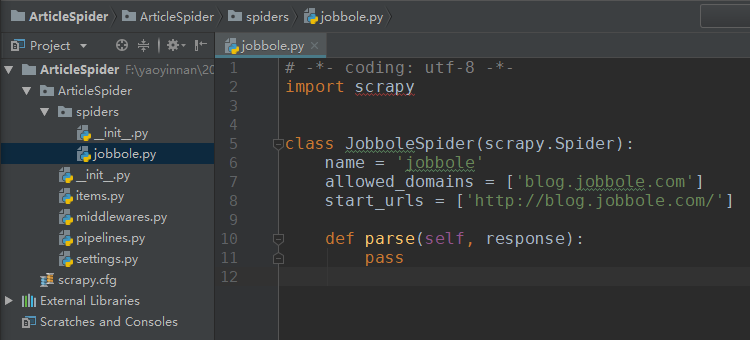 ArticleSpider ArticleSpider spiders jobbole.py
Project
jobbole.py
ArticleSpider F:\yaoyinnan\20
ArticleSpider
spiders
__init__.py
jobbole.py
__init__.py
items.py
middlewares.py
pipelines.py
settings.py
scrapy.cfg
External Libraries
Scratches and Consoles
1 # -*- coding: utf-8 -*-
2 import scrapy
3
4
5 class JobboleSpider(scrapy.Spider):
6 name = 'jobbole'
7 allowed_domains = ['blog.jobbole.com']
8 start_urls = ['http://blog.jobbole.com/']
9
10 def parse(self, response):
11 pass
12